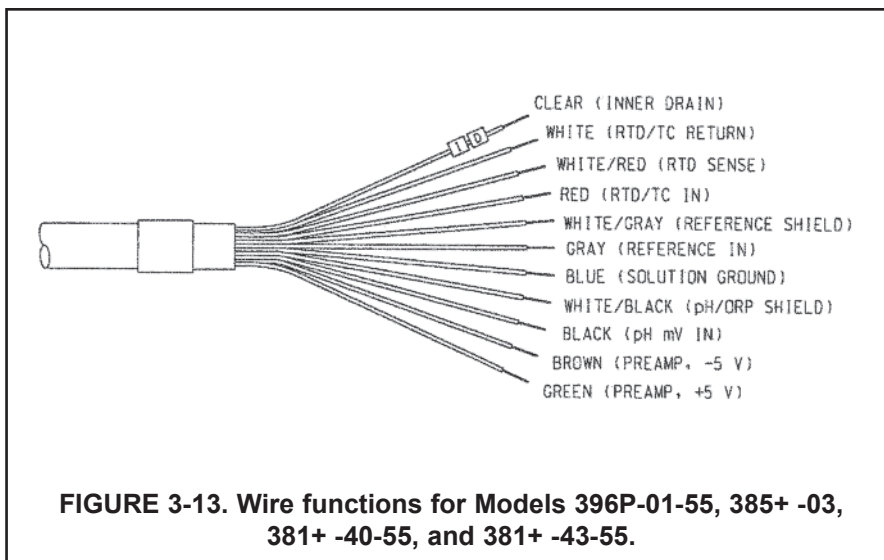 CLEAR (INNER DRAIN)
I D
WHITE (RTD/TC RETURN)
WHITE/RED (RTD SENSE)
RED (RTD/TC IN)
WHITE/GRAY (REFERENCE SHIELD)
GRAY (REFERENCE IN)
BLUE (SOLUTION GROUND)
WHITE/BLACK (pH/ORP SHIELD)
BLACK (pH mV IN)
BROWN (PREAMP, -5 V)
GREEN (PREAMP, +5 V)
FIGURE 3-13. Wire functions for Models 396P-01-55, 385+ -03,
381+ -40-55, and 381+ -43-55.